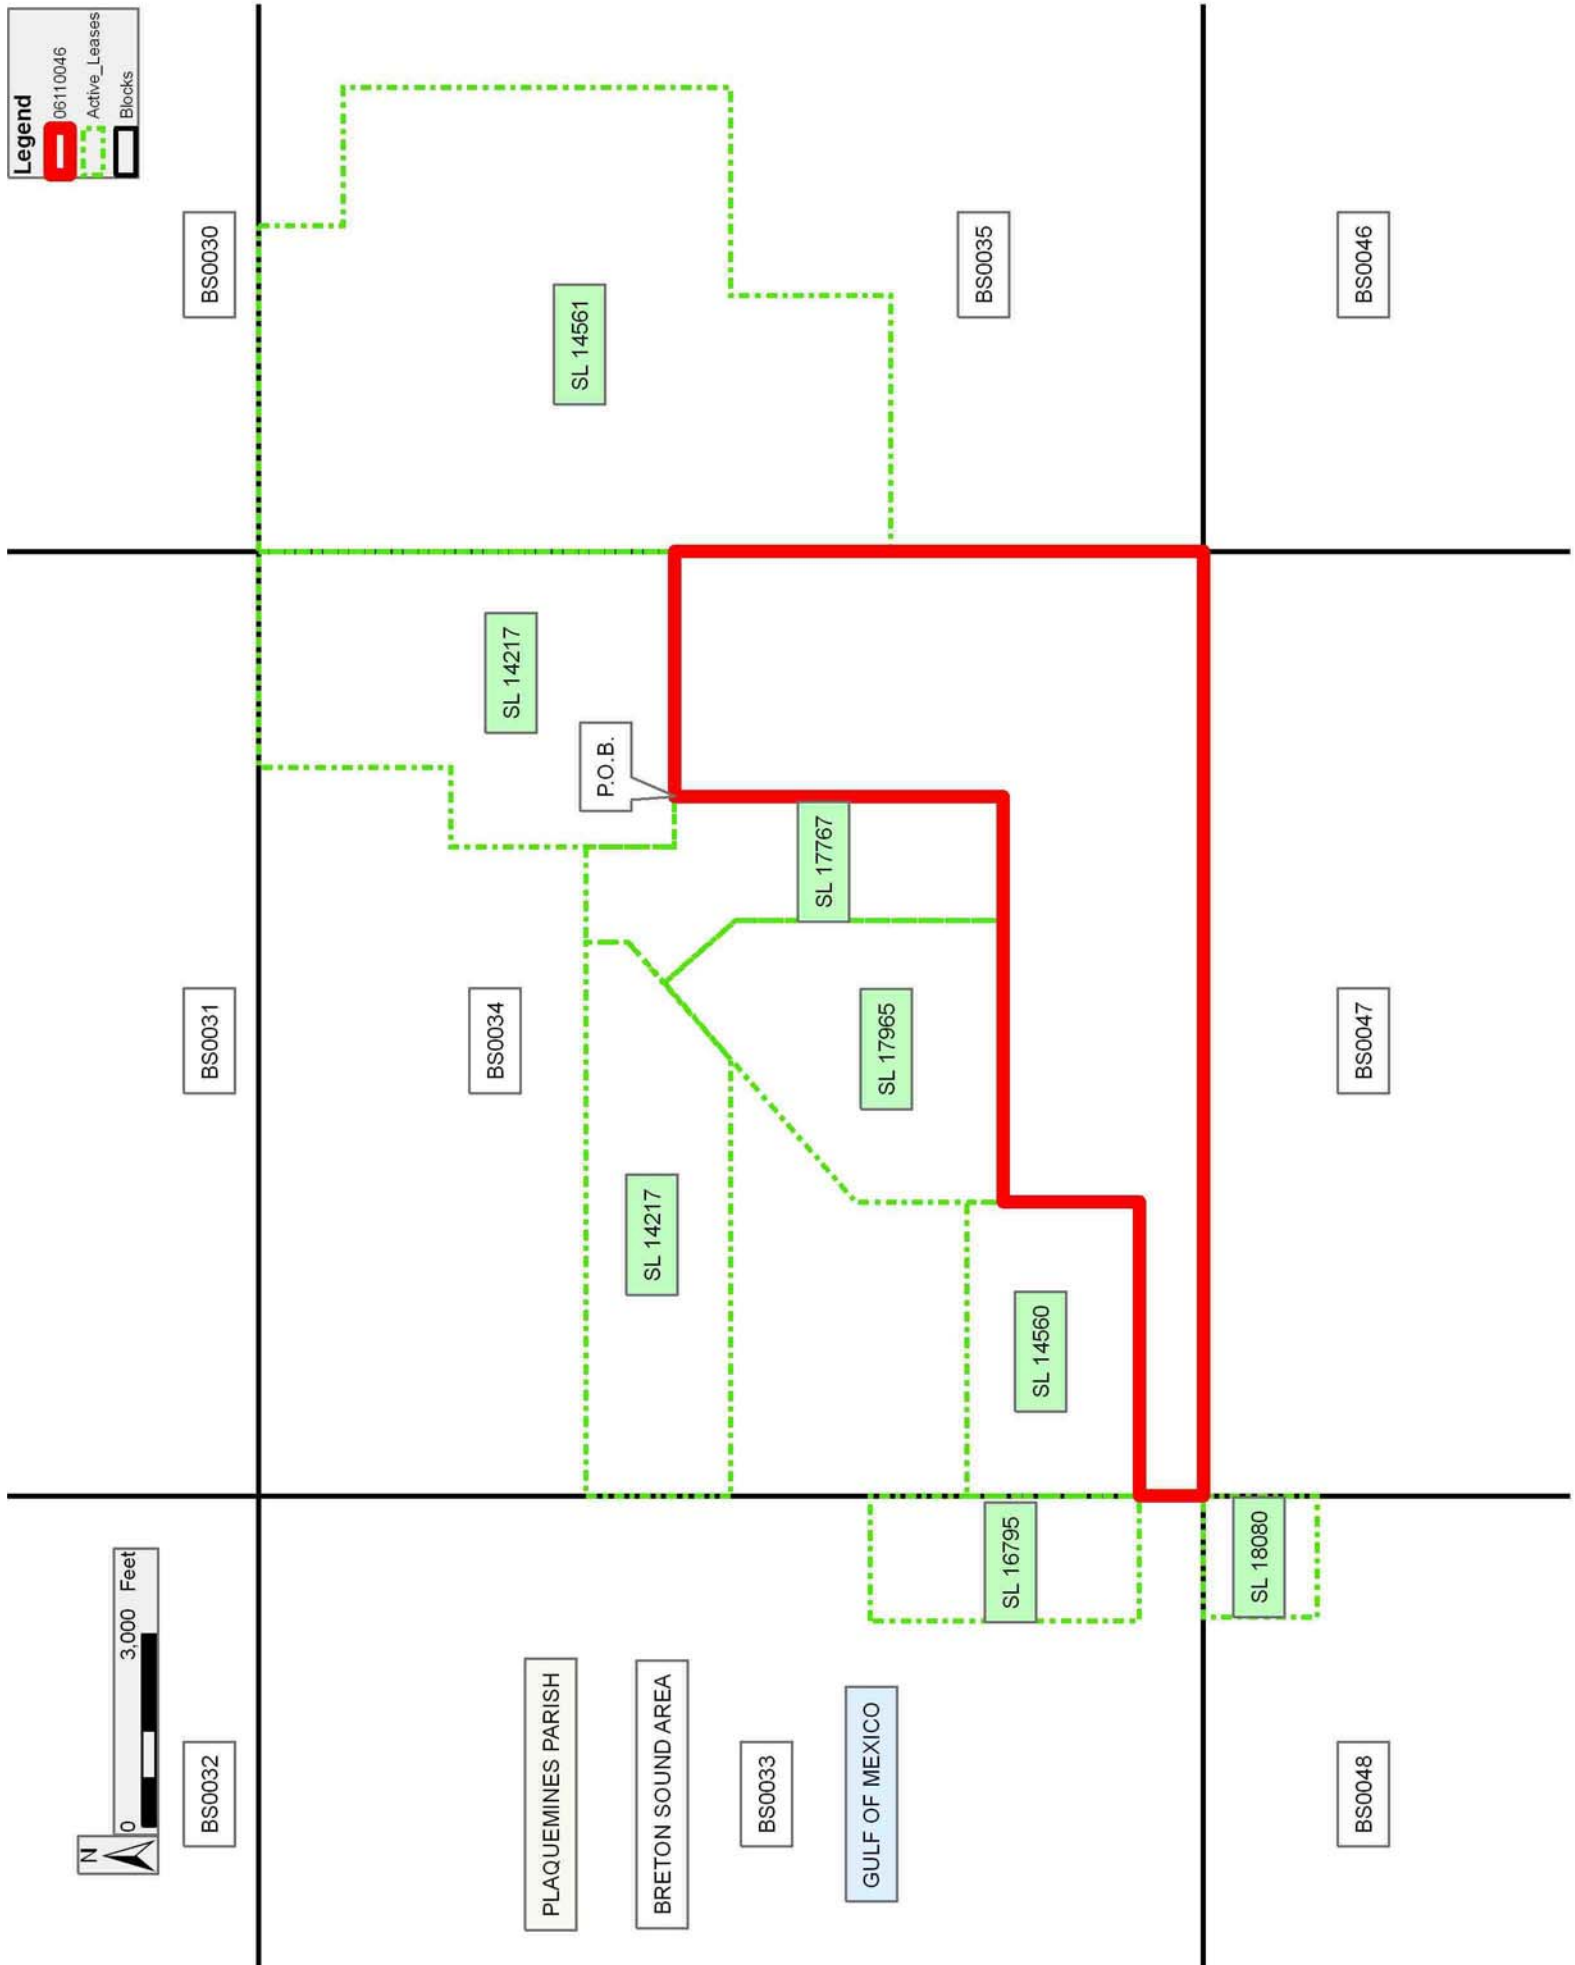 N
0 3,000 Feet
Legend
06110046
Active_Leases
Blocks
BS0032
BS0031
BS0030
PLAQUEMINES PARISH
BRETON SOUND AREA
BS0033
GULF OF MEXICO
BS0034
SL 14217
SL 14561
P.O.B.
SL 14217
SL 17767
SL 17965
BS0035
SL 16795
SL 14560
SL 18080
BS0048
BS0047
BS0046